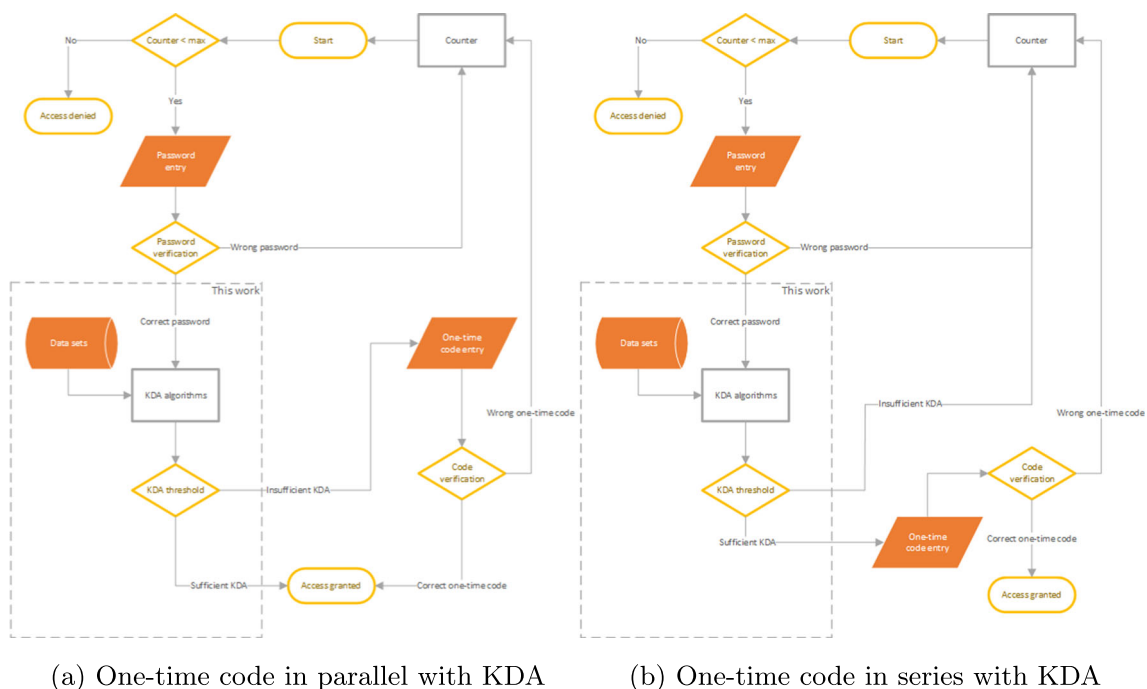 No
Counter < max
Start
Counter
Yes
Access denied
Password
entry
Password
verification
Wrong password
This work
Correct password
Data sets
One-time
code entry
KDA algorithms
Wrong one-time code
Code
verification
KDA threshold
Insufficient KDA
Sufficient KDA
Access granted
Correct one-time code
(a) One-time code in parallel with KDA
No
Counter < max
Start
Counter
Yes
Access denied
Password
entry
Password
verification
Wrong password
This work
Correct password
Data sets
KDA algorithms
Insufficient KDA
Wrong one-time code
Code
verification
KDA threshold
Sufficient KDA
One-time
code entry
Correct one-time code
Access granted
(b) One-time code in series with KDA